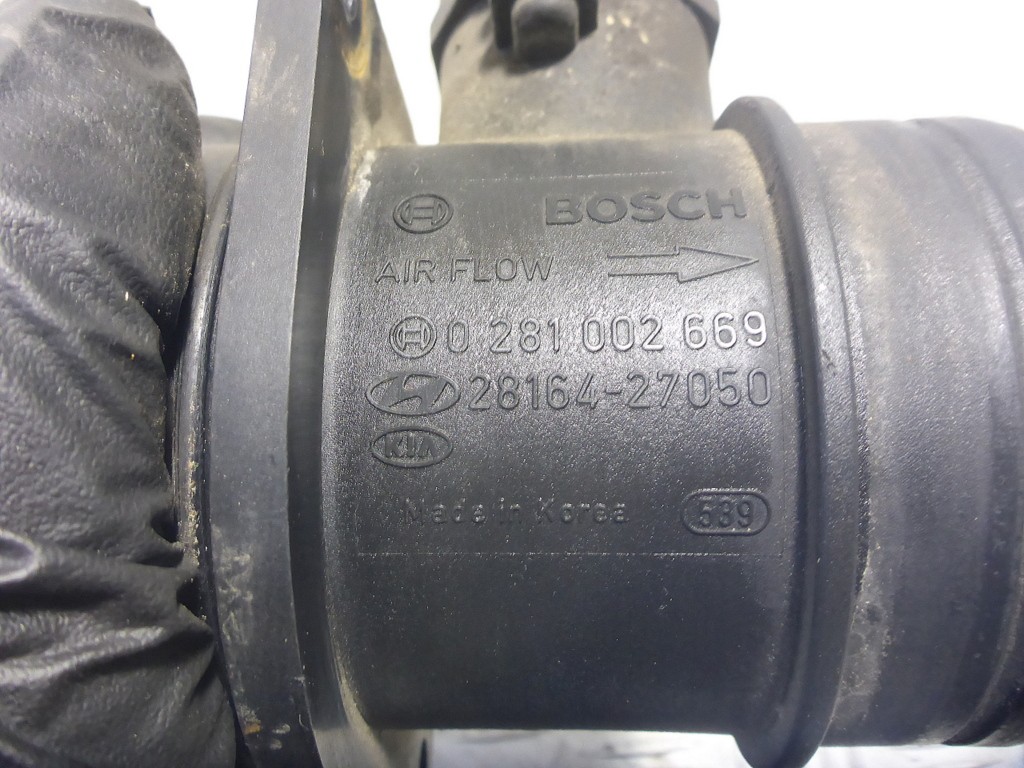 BOSCH
AIR FLOW
0 281 002 669
28164-27050
KIA
Made in Korea 539